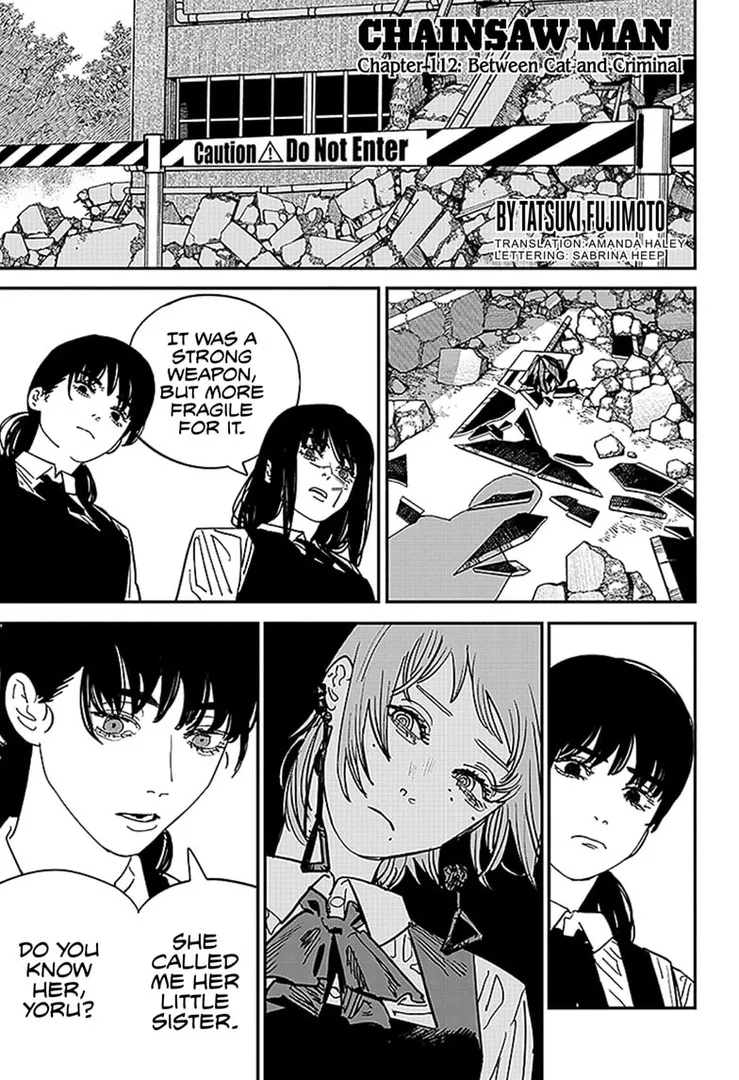 CHAINSAW MAN
Chapter 112: Between Cat and Criminal
Caution ⚠ Do Not Enter
BY TATSUKI FUJIMOTO
TRANSLATION: AMANDA HALEY
LETTERING: SABRINA HEEP
IT WAS A
STRONG
WEAPON,
BUT MORE
FRAGILE
FOR IT.
SHE
CALLED
ME HER
LITTLE
SISTER.
DO YOU
KNOW
HER,
YORU?